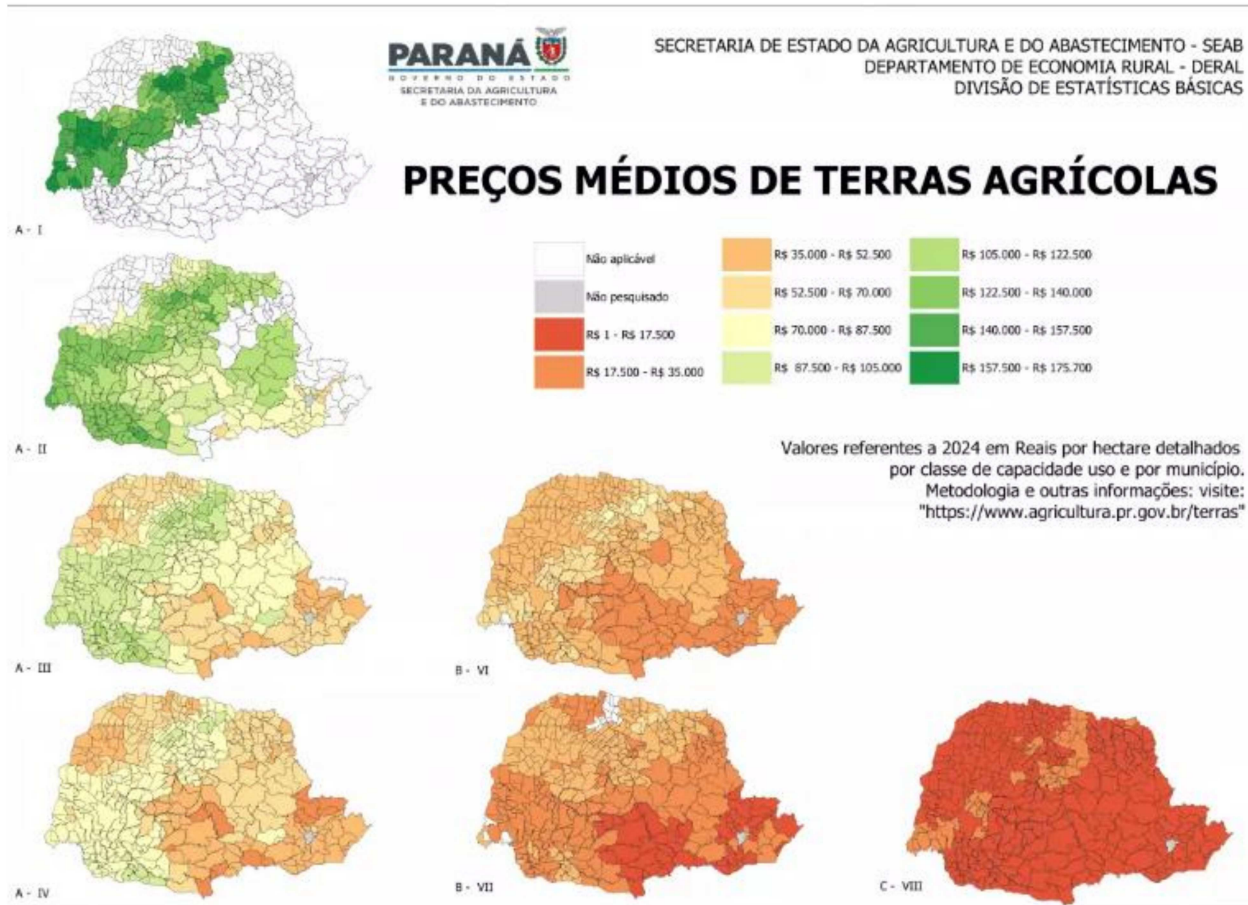 PARANÁ
GOVERNO DO ESTADO
SECRETARIA DA AGRICULTURA
E DO ABASTECIMENTO
SECRETARIA DE ESTADO DA AGRICULTURA E DO ABASTECIMENTO - SEAB
DEPARTAMENTO DE ECONOMIA RURAL - DERAL
DIVISÃO DE ESTATÍSTICAS BÁSICAS
PREÇOS MÉDIOS DE TERRAS AGRÍCOLAS
A - I
Não aplicável
Não pesquisado
R$ 1 - R$ 17.500
R$ 17.500 - R$ 35.000
R$ 35.000 - R$ 52.500
R$ 52.500 - R$ 70.000
R$ 70.000 - R$ 87.500
R$ 87.500 - R$ 105.000
R$ 105.000 - R$ 122.500
R$ 122.500 - R$ 140.000
R$ 140.000 - R$ 157.500
R$ 157.500 - R$ 175.700
A - II
Valores referentes a 2024 em Reais por hectare detalhados
por classe de capacidade uso e por município.
Metodologia e outras informações: visite:
"https://www.agricultura.pr.gov.br/terras"
A - III
B - VI
A - IV
B - VII
C - VIII